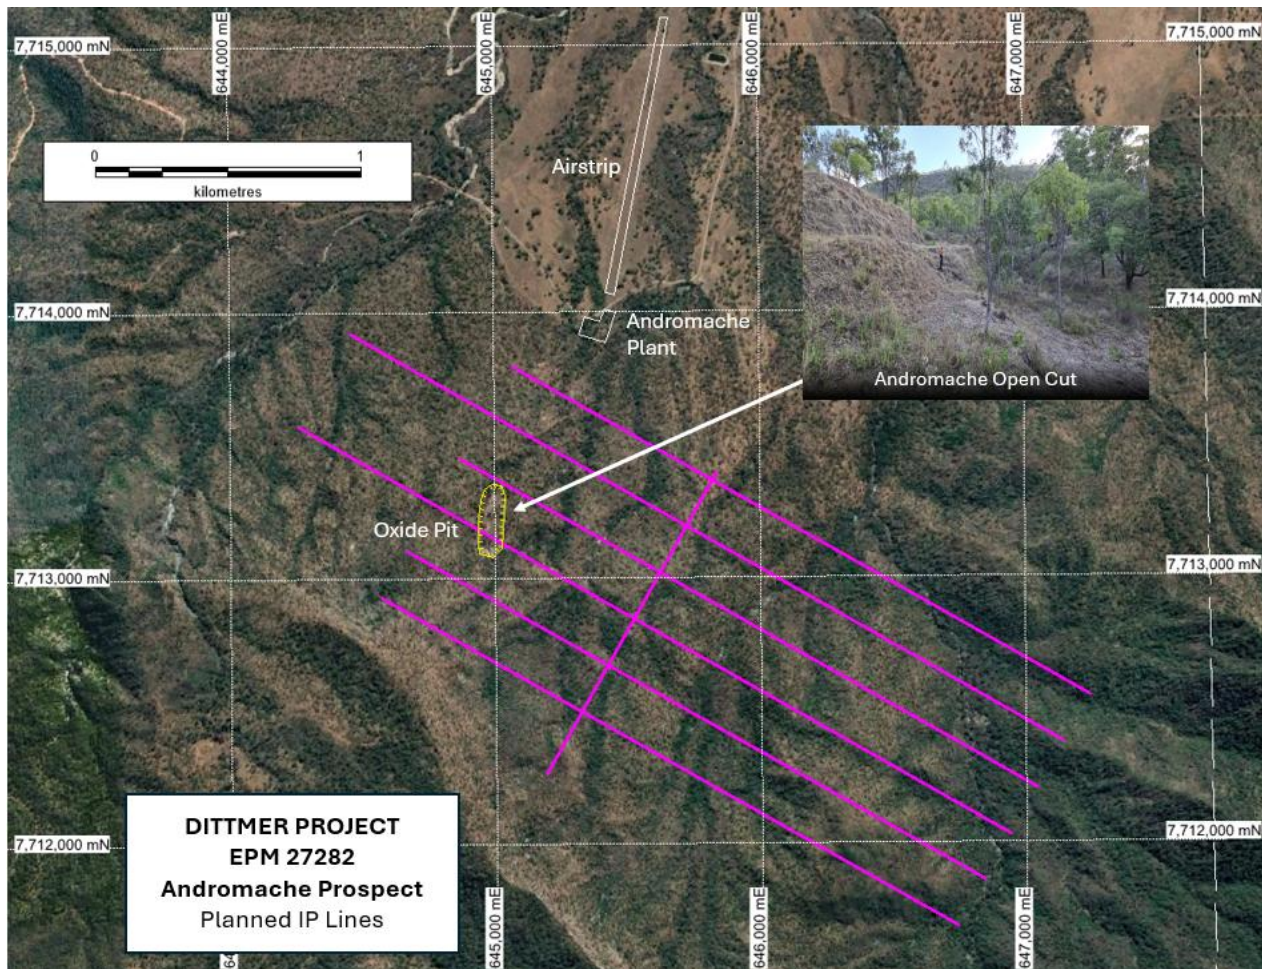 644,000 mE
645,000 mE
646,000 mE
647,000 mE
7,715,000 mN
7,715,000 mN
0
1
kilometres
Airstrip
7,714,000 mN
7,714,000 mN
Andromache
Plant
Andromache Open Cut
Oxide Pit
7,713,000 mN
7,713,000 mN
7,712,000 mN
7,712,000 mN
DITTMER PROJECT
EPM 27282
Andromache Prospect
Planned IP Lines
645,000 mE
646,000 mE
647,000 mE